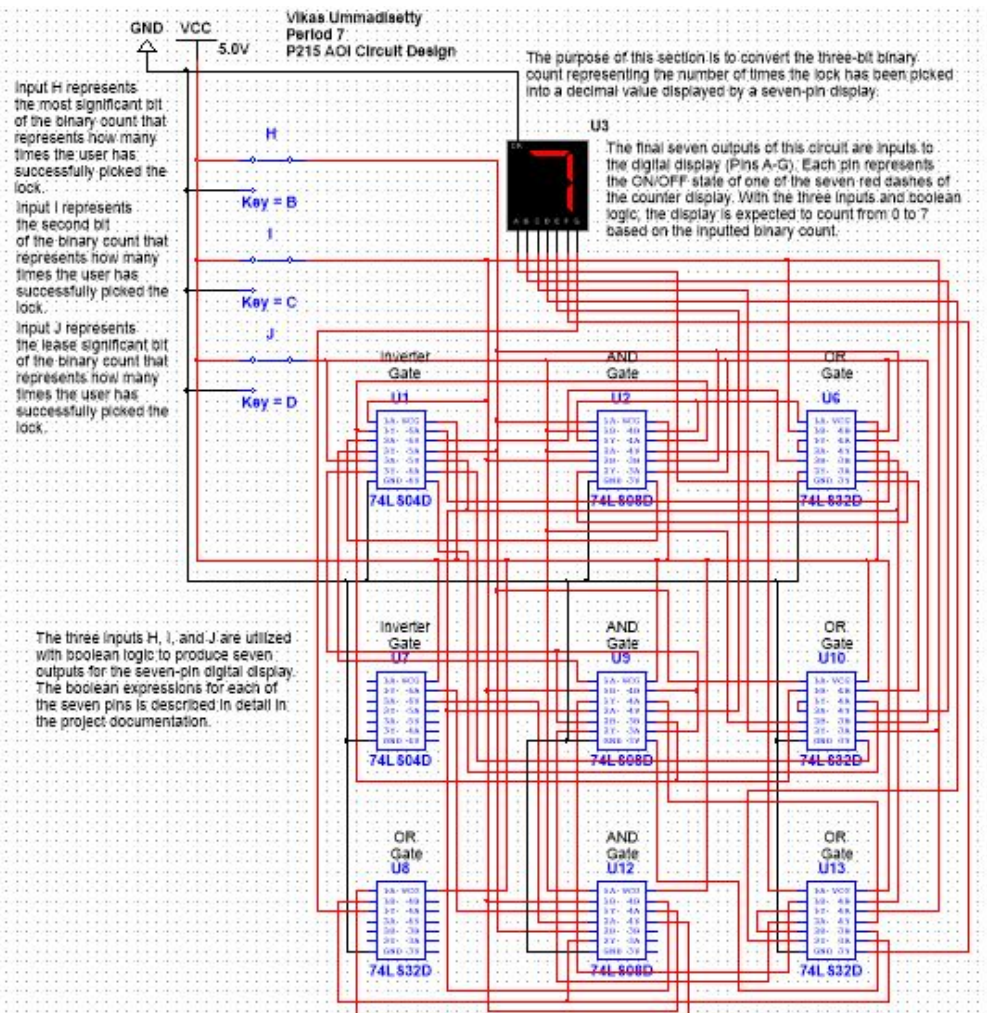 GND VCC
5.0V
Vikas Ummadisetty
Period 7
P215 AOI Circuit Design
The purpose of this section is to convert the three-bit binary
count representing the number of times the lock has been picked
into a decimal value displayed by a seven-pin display.
Input H represents
the most significant bit
of the binary count that
represents how many
times the user has
successfully picked the
lock.
H
Key = B
Input I represents
the second bit
of the binary count that
represents how many
times the user has
successfully picked the
lock.
I
Key = C
Input J represents
the lease significant bit
of the binary count that
represents how many
times the user has
successfully picked the
lock.
J
Key = D
U3
CK
A B C D E F G
The final seven outputs of this circuit are inputs to
the digital display (Pins A-G). Each pin represents
the ON/OFF state of one of the seven red dashes of
the counter display. With the three inputs and boolean
logic, the display is expected to count from 0 to 7
based on the inputted binary count.
Inverter
Gate
U1
74LS04D
AND
Gate
U2
74LS08D
OR
Gate
U6
74LS32D
The three inputs H, I, and J are utilized
with boolean logic to produce seven
outputs for the seven-pin digital display.
The boolean expressions for each of
the seven pins is described in detail in
the project documentation.
Inverter
Gate
U7
74LS04D
AND
Gate
U9
74LS08D
OR
Gate
U10
74LS32D
OR
Gate
U8
74LS32D
AND
Gate
U12
74LS08D
OR
Gate
U13
74LS32D